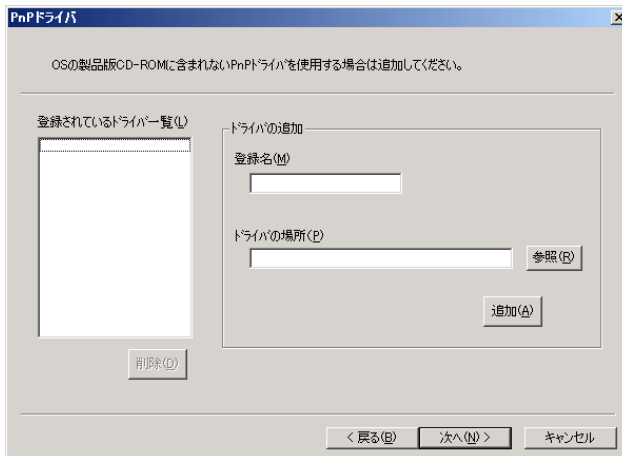 PnPドライバ
OSの製品版CD-ROMに含まれないPnPドライバを使用する場合は追加してください。
登録されているドライバ一覧(L)
ドライバの追加
登録名(M)
ドライバの場所(P)
参照(R)
追加(A)
削除(D)
< 戻る(B)
次へ(N) >
キャンセル